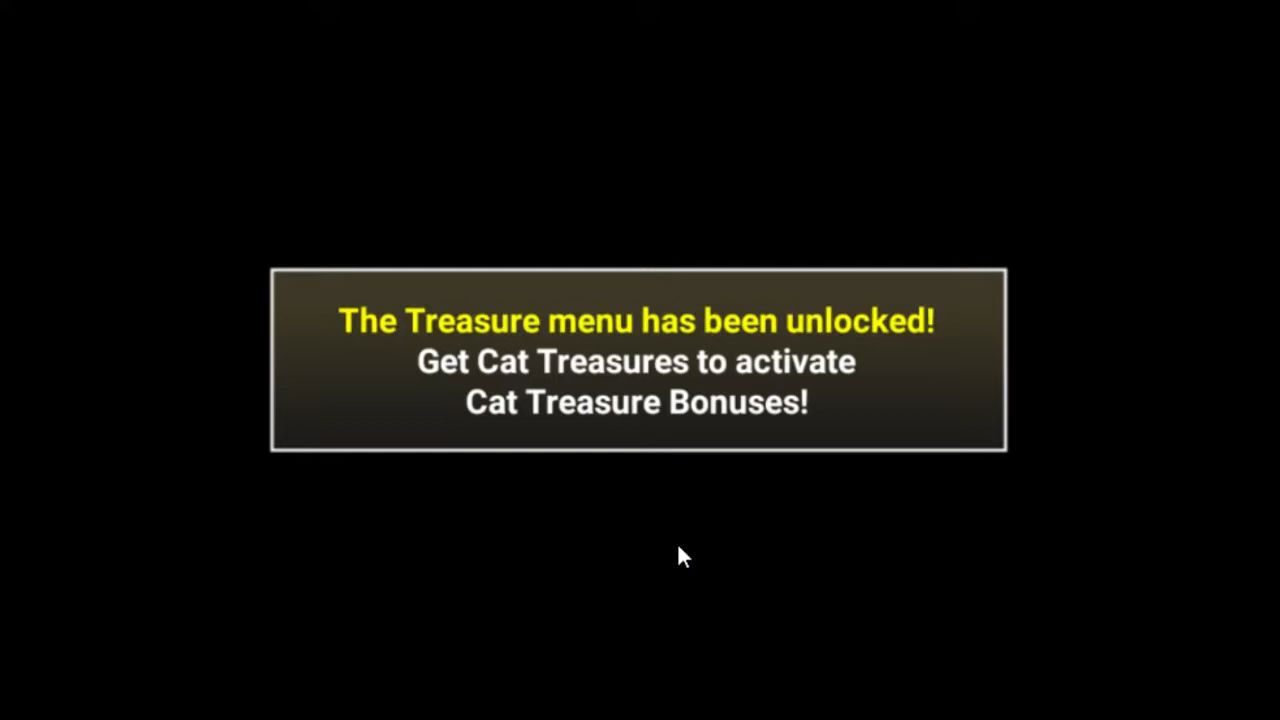 The Treasure menu has been unlocked!
Get Cat Treasures to activate
Cat Treasure Bonuses!